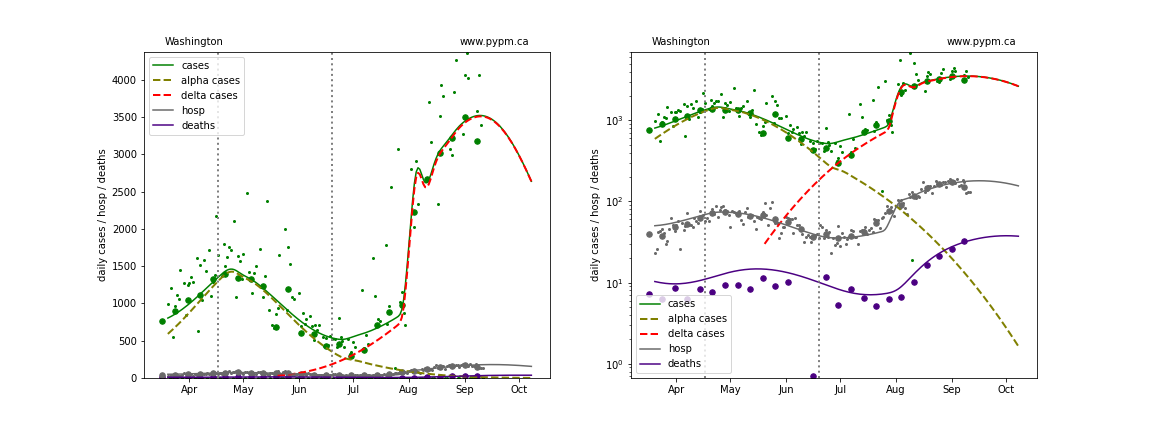 Washington
www.pypm.ca
daily cases / hosp / deaths
4000
3500
3000
2500
2000
1500
1000
500
0
cases
alpha cases
delta cases
hosp
deaths
Apr May Jun Jul Aug Sep Oct
Washington
www.pypm.ca
daily cases / hosp / deaths
10³
10²
10¹
10⁰
cases
alpha cases
delta cases
hosp
deaths
Apr May Jun Jul Aug Sep Oct